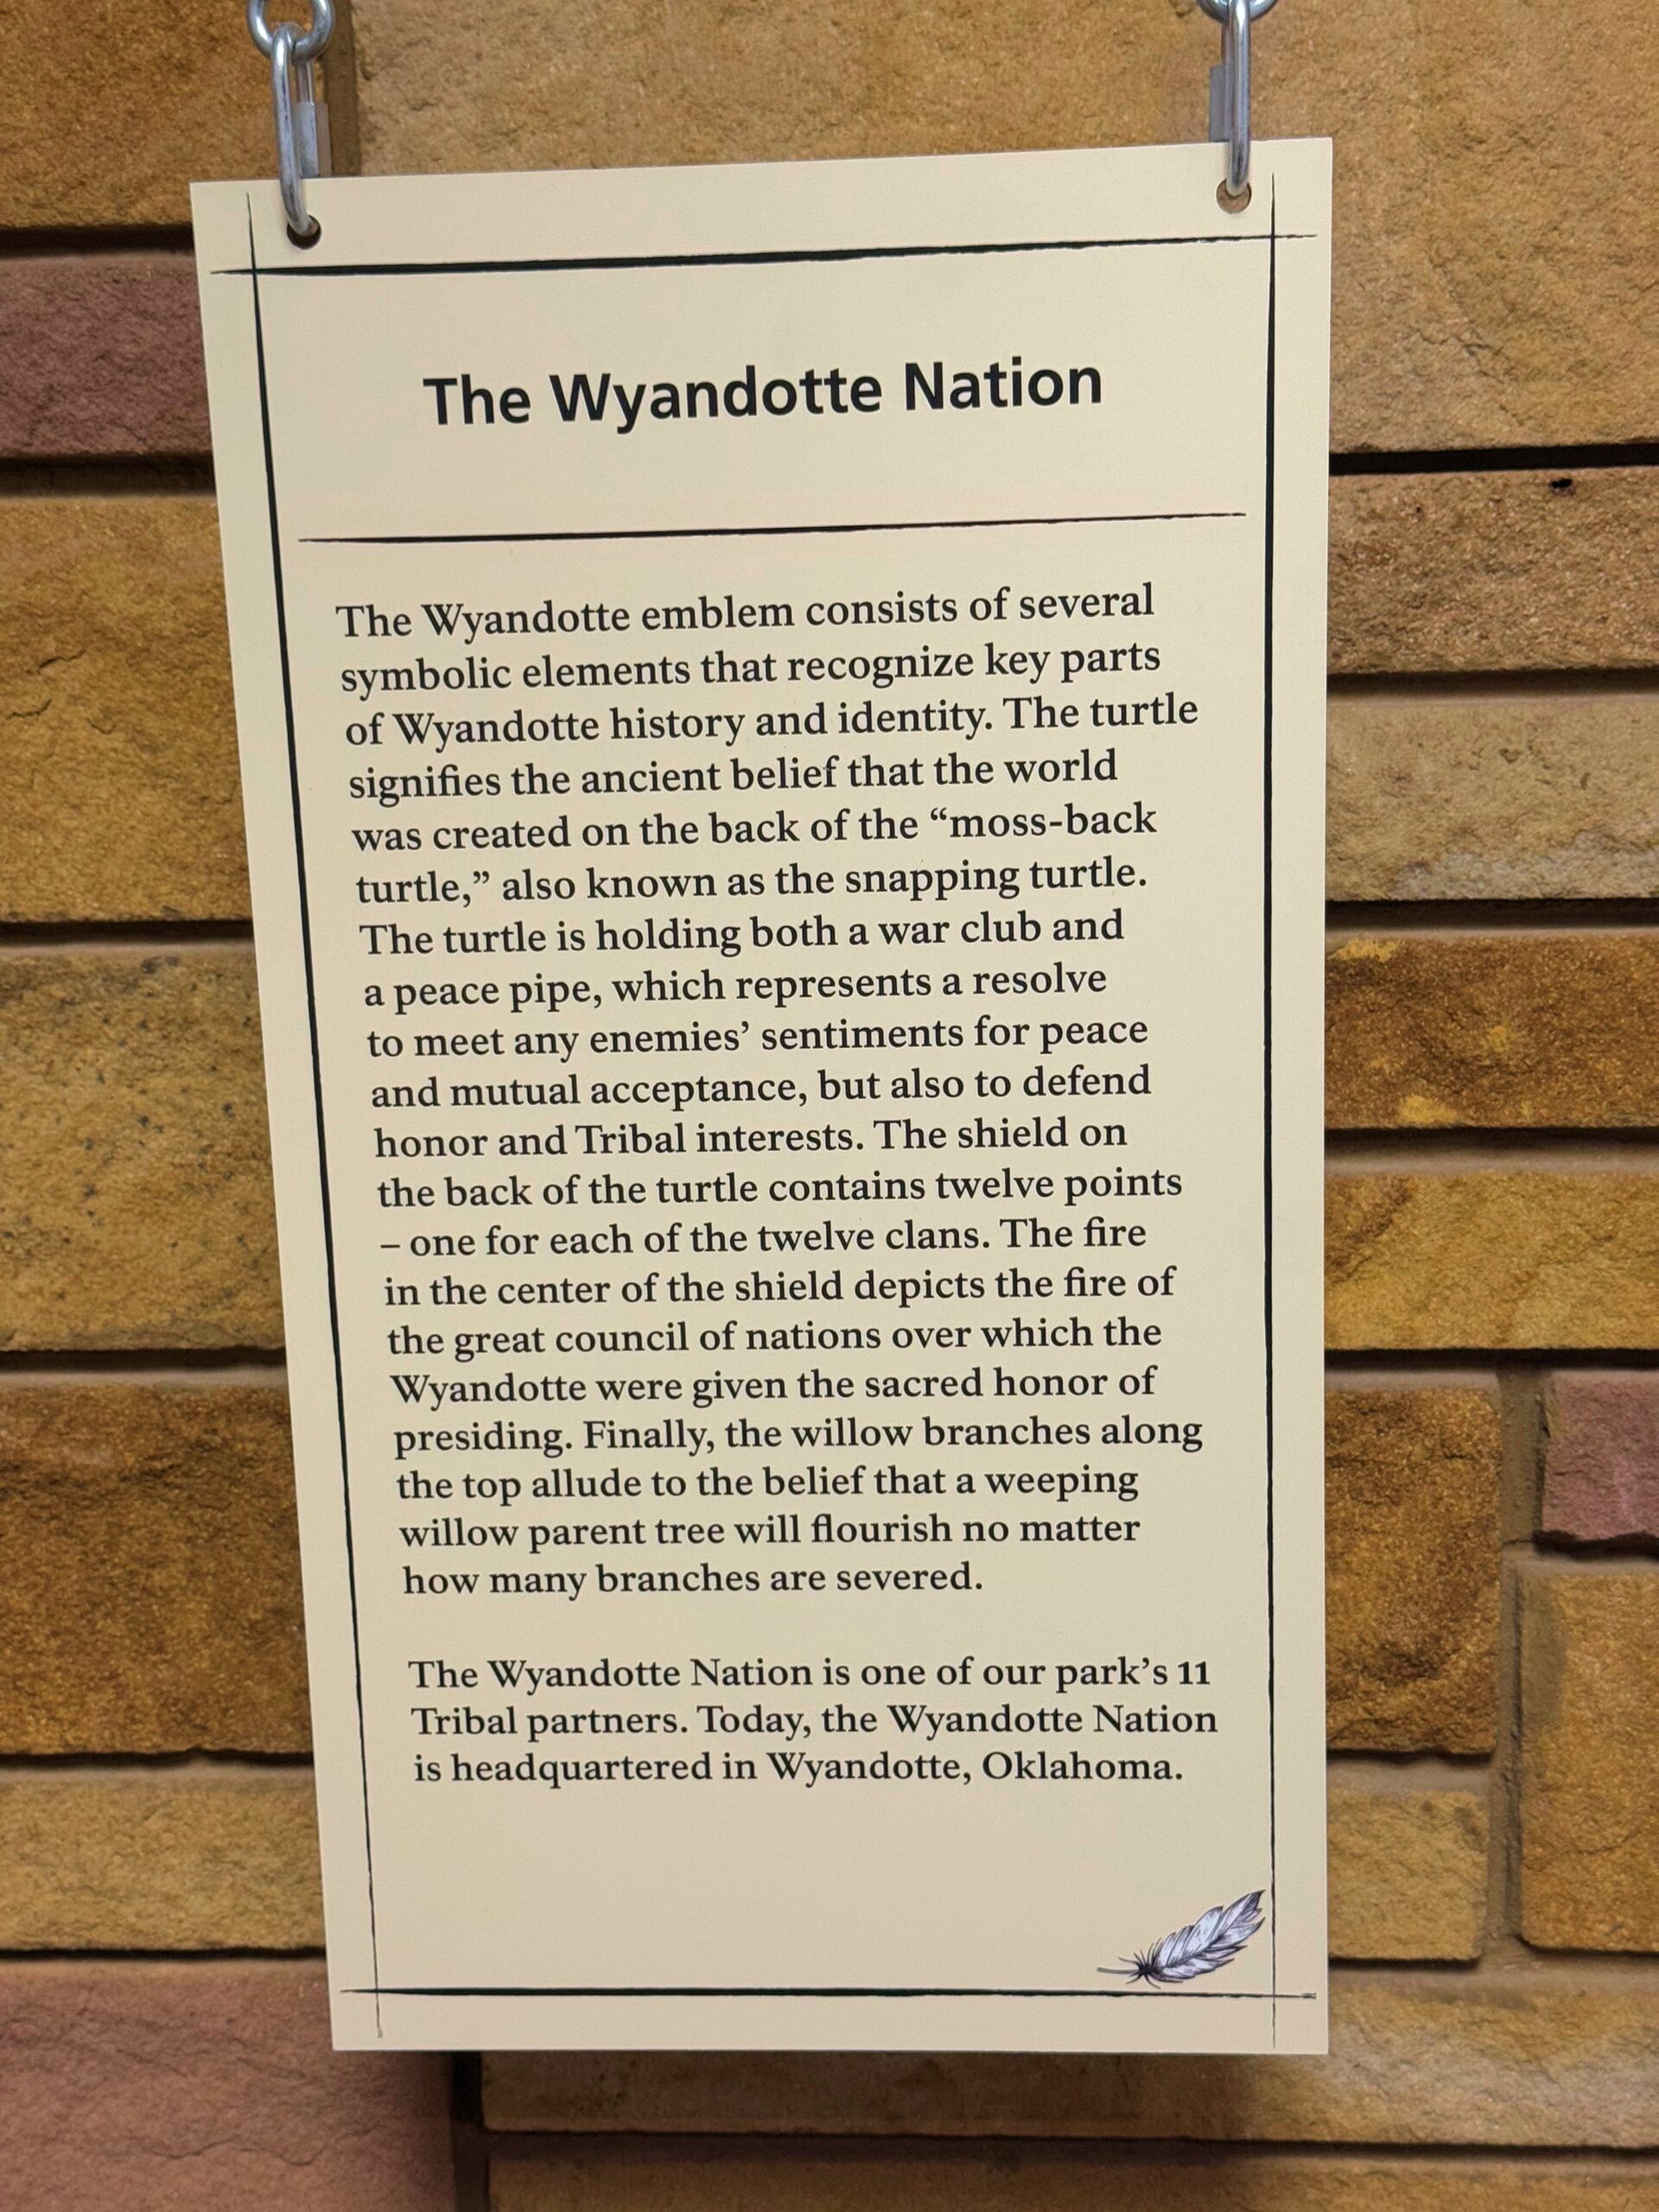 The Wyandotte Nation
The Wyandotte emblem consists of several
symbolic elements that recognize key parts
of Wyandotte history and identity. The turtle
signifies the ancient belief that the world
was created on the back of the “moss-back
turtle,” also known as the snapping turtle.
The turtle is holding both a war club and
a peace pipe, which represents a resolve
to meet any enemies’ sentiments for peace
and mutual acceptance, but also to defend
honor and Tribal interests. The shield on
the back of the turtle contains twelve points
– one for each of the twelve clans. The fire
in the center of the shield depicts the fire of
the great council of nations over which the
Wyandotte were given the sacred honor of
presiding. Finally, the willow branches along
the top allude to the belief that a weeping
willow parent tree will flourish no matter
how many branches are severed.
The Wyandotte Nation is one of our park’s 11
Tribal partners. Today, the Wyandotte Nation
is headquartered in Wyandotte, Oklahoma.